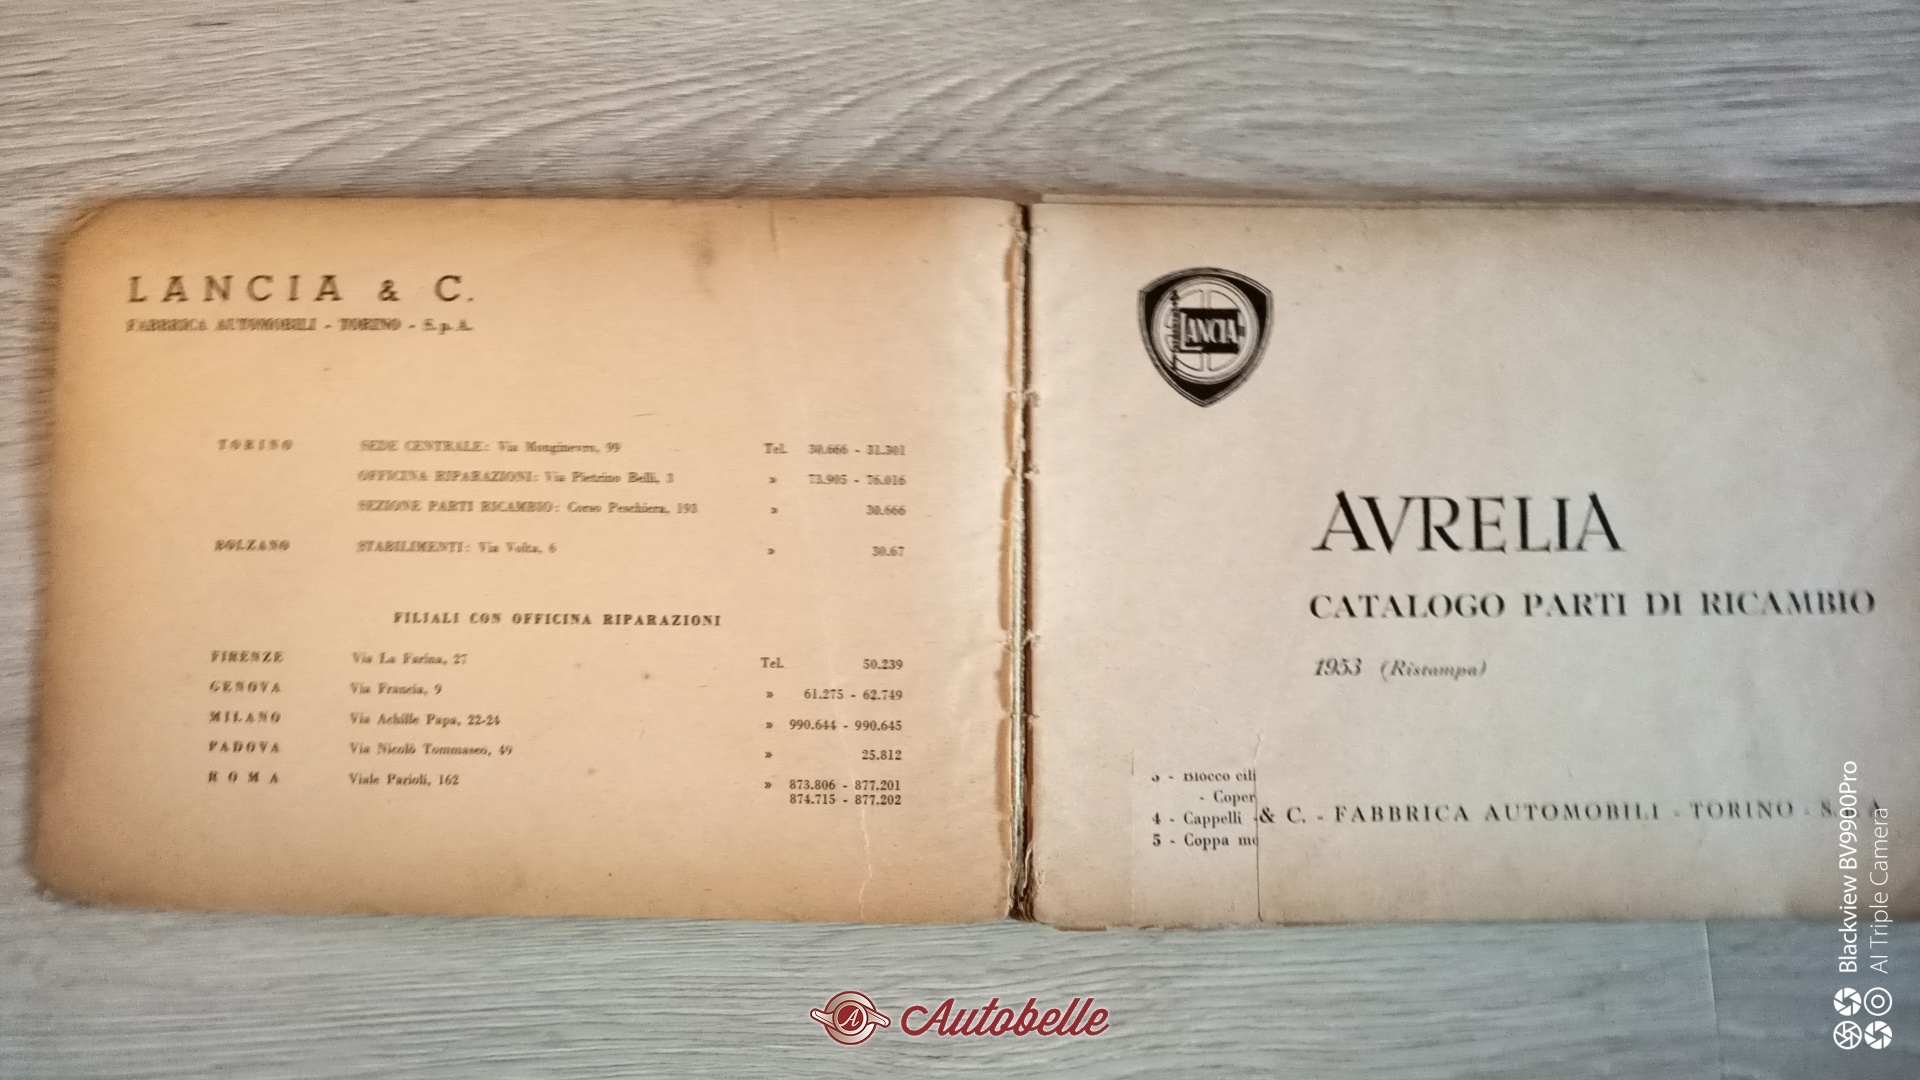 LANCIA & C.
FABBRICA AUTOMOBILI - TORINO - S.p.A.
TORINO SEDE CENTRALE: Via Monginevro, 99 Tel. 30.666 - 31.301
OFFICINA RIPARAZIONI: Via Pietrino Belli, 3 » 73.905 - 76.016
SEZIONE PARTI RICAMBIO: Corso Peschiera, 193 » 30.666
BOLZANO STABILIMENTI: Via Volta, 6 » 30.67
FILIALI CON OFFICINA RIPARAZIONI
FIRENZE Via La Farina, 27 Tel. 50.239
GENOVA Via Francia, 9 » 61.275 - 62.749
MILANO Via Achille Papa, 22-24 » 990.644 - 990.645
PADOVA Via Nicolò Tommaseo, 49 » 25.812
ROMA Viale Parioli, 162 » 873.806 - 877.201
874.715 - 877.202
LANCIA
AVRELIA
CATALOGO PARTI DI RICAMBIO
1953 (Ristampa)
- Blocco cili
- Coper
4 - Cappelli
5 - Coppa mo
& C. - FABBRICA AUTOMOBILI - TORINO - S. A
Blackview BV9900Pro
AI Triple Camera
A Autobelle